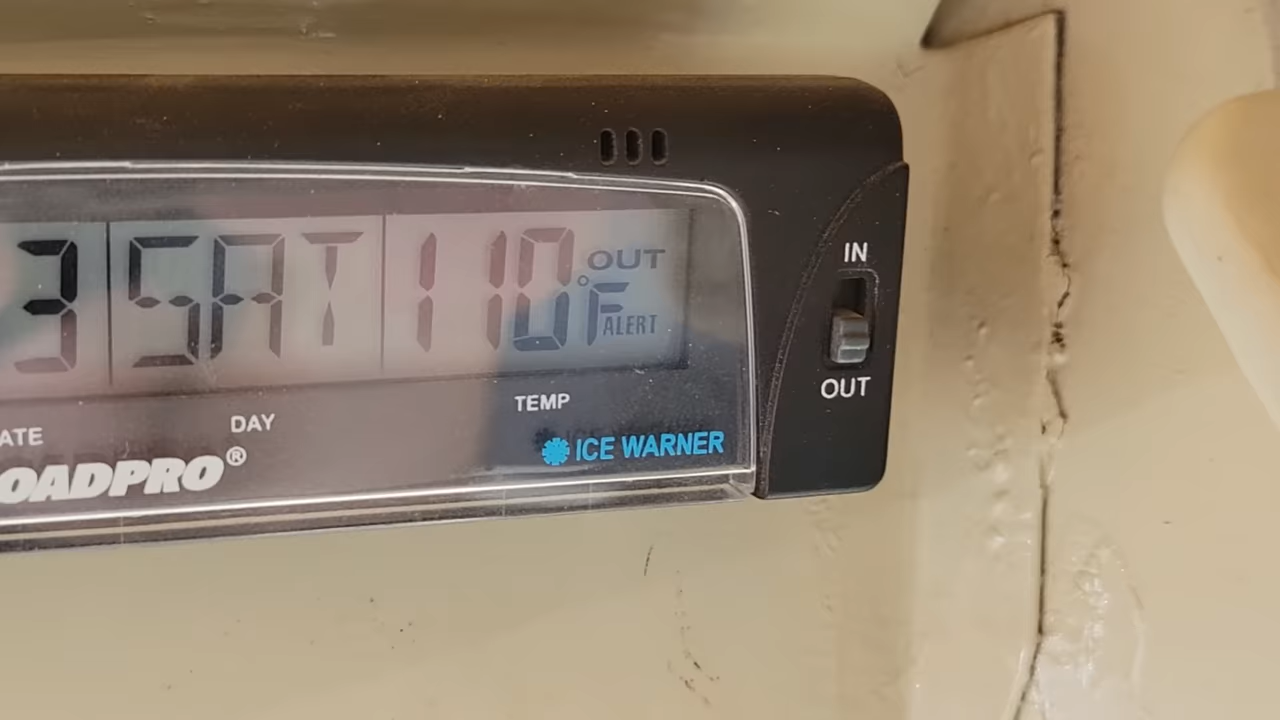 3 SAT 110 OUT °F ALERT
IN
OUT
ATE DAY TEMP
OADPRO®
ICE WARNER